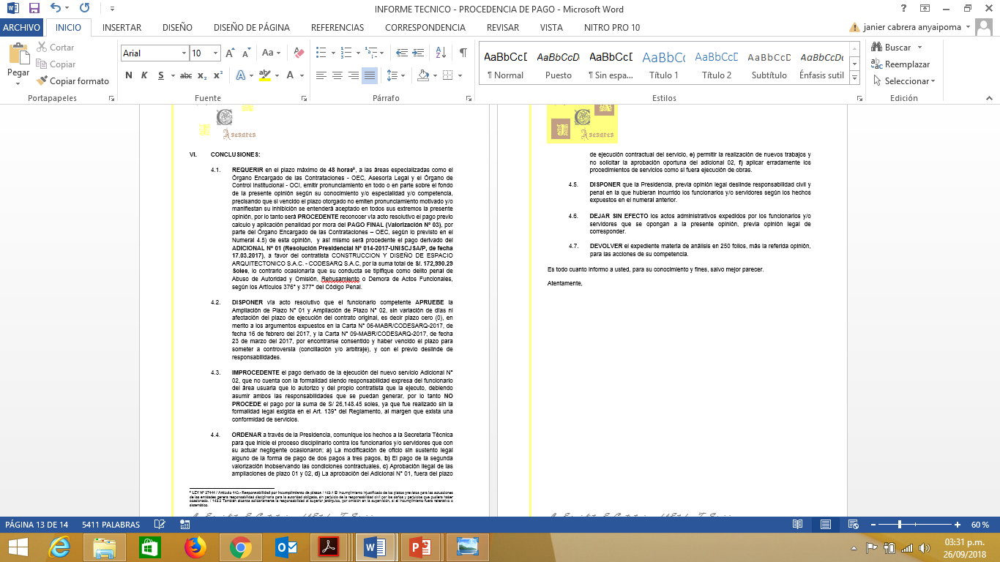 INFORME TECNICO - PROCEDENCIA DE PAGO - Microsoft Word
ARCHIVO INICIO INSERTAR DISEÑO DISEÑO DE PÁGINA REFERENCIAS CORRESPONDENCIA REVISAR VISTA NITRO PRO 10 janier cabrera anyaipoma
Pegar
Cortar
Copiar
Copiar formato
Portapapeles
Arial 10
N K S abc x₂ x²
Fuente
Párrafo
AaBbCcD AaBbCcD AaBbCcD AaBbCc AaBbCcD AaBbCcD AaBbCcDc
¶ Normal Puesto ¶ Sin espa... Título 1 Título 2 Subtítulo Énfasis sutil
Estilos
Buscar
Reemplazar
Seleccionar
Edición
C
Asesores
VI. CONCLUSIONES:
4.1. REQUERIR en el plazo máximo de 48 horas⁶, a las áreas especializadas como el
Órgano Encargado de las Contrataciones - OEC, Asesoría Legal y el Órgano de
Control Institucional - OCI, emitir pronunciamiento en todo o en parte sobre el fondo
de la presente opinión según su conocimiento y/o especialidad y/o competencia,
precisando que si vencido el plazo otorgado no emiten pronunciamiento motivado y/o
manifiestan su inhibición se entenderá aceptado en todos sus extremos la presente
opinión, por lo tanto será PROCEDENTE reconocer vía acto resolutivo el pago previo
calculo y aplicación penalidad por mora del PAGO FINAL (Valorización Nº 03), por
parte del Órgano Encargado de las Contrataciones – OEC, según lo previsto en el
Numeral 4.5) de esta opinión, y así mismo será procedente el pago derivado del
ADICIONAL Nº 01 (Resolución Presidencial Nº 014-2017-UNISCJSA/P, de fecha
17.03.2017), a favor del contratista CONSTRUCCION Y DISEÑO DE ESPACIO
ARQUITECTONICO S.A.C. - CODESARQ S.A.C, por la suma total de S/. 172,990.29
Soles, lo contrario ocasionaría que su conducta se tipifique como delito penal de
Abuso de Autoridad y Omisión, Rehusamiento o Demora de Actos Funcionales,
según los Artículos 376° y 377° del Código Penal.
4.2. DISPONER vía acto resolutivo que el funcionario competente APRUEBE la
Ampliación de Plazo N° 01 y Ampliación de Plazo N° 02, sin variación de días ni
afectación del plazo de ejecución del contrato original, es decir plazo cero (0), en
merito a los argumentos expuestos en la Carta N° 06-MABR/CODESARQ-2017, de
fecha 16 de febrero del 2017, y la Carta N° 09-MABR/CODESARQ-2017, de fecha
23 de marzo del 2017, por encontrarse consentido y haber vencido el plazo para
someter a controversia (conciliación y/o arbitraje), y con el previo deslinde de
responsabilidades.
4.3. IMPROCEDENTE el pago derivado de la ejecución del nuevo servicio Adicional N°
02, que no cuenta con la formalidad siendo responsabilidad expresa del funcionario
del área usuaria que lo autorizo y del propio contratista que la ejecuto, debiendo
asumir ambos las responsabilidades que se puedan generar, por lo tanto NO
PROCEDE el pago por la suma de S/ 26,148.45 soles, ya que fue realizado sin la
formalidad legal exigida en el Art. 139° del Reglamento, al margen que exista una
conformidad de servicios.
4.4. ORDENAR a través de la Presidencia, comunique los hechos a la Secretaria Técnica
para que inicie el proceso disciplinario contra los funcionarios y/o servidores que con
su actuar negligente ocasionaron; a) La modificación de oficio sin sustento legal
alguno de la forma de pago de dos pagos a tres pagos, b) El pago de la segunda
valorización inobservando las condiciones contractuales, c) Aprobación ilegal de las
ampliaciones de plazo 01 y 02, d) La aprobación del Adicional N° 01, fuera del plazo
⁶ LEY Nº 27444 / Artículo 143.- Responsabilidad por incumplimiento de plazos / 143.1 El incumplimiento injustificado de los plazos previstos para las actuaciones
de las entidades genera responsabilidad disciplinaria para la autoridad obligada, sin perjuicio de la responsabilidad civil por los daños y perjuicios que pudiera haber
ocasionado. / 143.2 También alcanza solidariamente la responsabilidad al superior jerárquico, por omisión en la supervisión, si el incumplimiento fuera reiterativo o
sistemático.
C
Asesores
de ejecución contractual del servicio, e) permitir la realización de nuevos trabajos y
no solicitar la aprobación oportuna del adicional 02, f) aplicar erradamente los
procedimientos de servicios como si fuera ejecución de obras.
4.5. DISPONER que la Presidencia, previa opinión legal deslinde responsabilidad civil y
penal en la que hubieran incurrido los funcionarios y/o servidores según los hechos
expuestos en el numeral anterior.
4.6. DEJAR SIN EFECTO los actos administrativos expedidos por los funcionarios y/o
servidores que se opongan a la presente opinión, previa opinión legal de
corresponder.
4.7. DEVOLVER el expediente materia de análisis en 250 folios, más la referida opinión,
para las acciones de su competencia.
Es todo cuanto informo a usted, para su conocimiento y fines, salvo mejor parecer.
Atentamente,
PÁGINA 13 DE 14 5411 PALABRAS 60 %
03:31 p.m.
26/09/2018